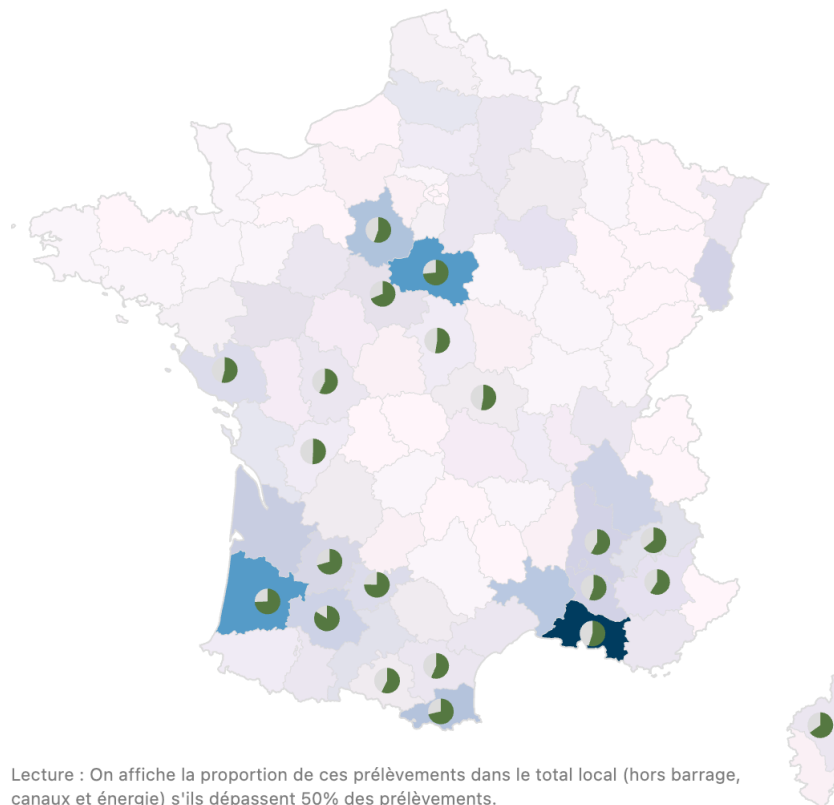 Lecture : On affiche la proportion de ces prélèvements dans le total local (hors barrage,
canaux et énergie) s'ils dépassent 50% des prélèvements.